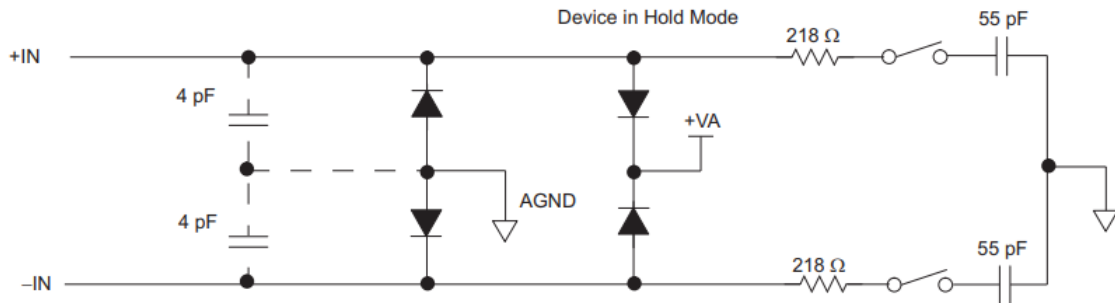 Device in Hold Mode
55 pF
218 Ω
+IN
4 pF
+VA
AGND
4 pF
218 Ω
55 pF
–IN